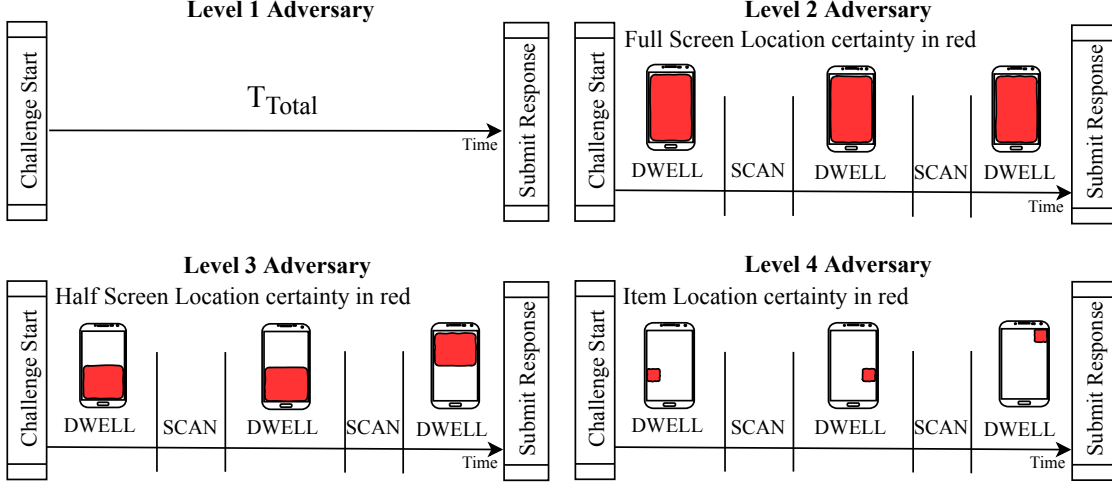 Level 1 Adversary
Challenge Start
T_Total
Time
Submit Response
Level 2 Adversary
Full Screen Location certainty in red
Challenge Start
DWELL
SCAN
DWELL
SCAN
DWELL
Time
Submit Response
Level 3 Adversary
Half Screen Location certainty in red
Challenge Start
DWELL
SCAN
DWELL
SCAN
DWELL
Time
Submit Response
Level 4 Adversary
Item Location certainty in red
Challenge Start
DWELL
SCAN
DWELL
SCAN
DWELL
Time
Submit Response